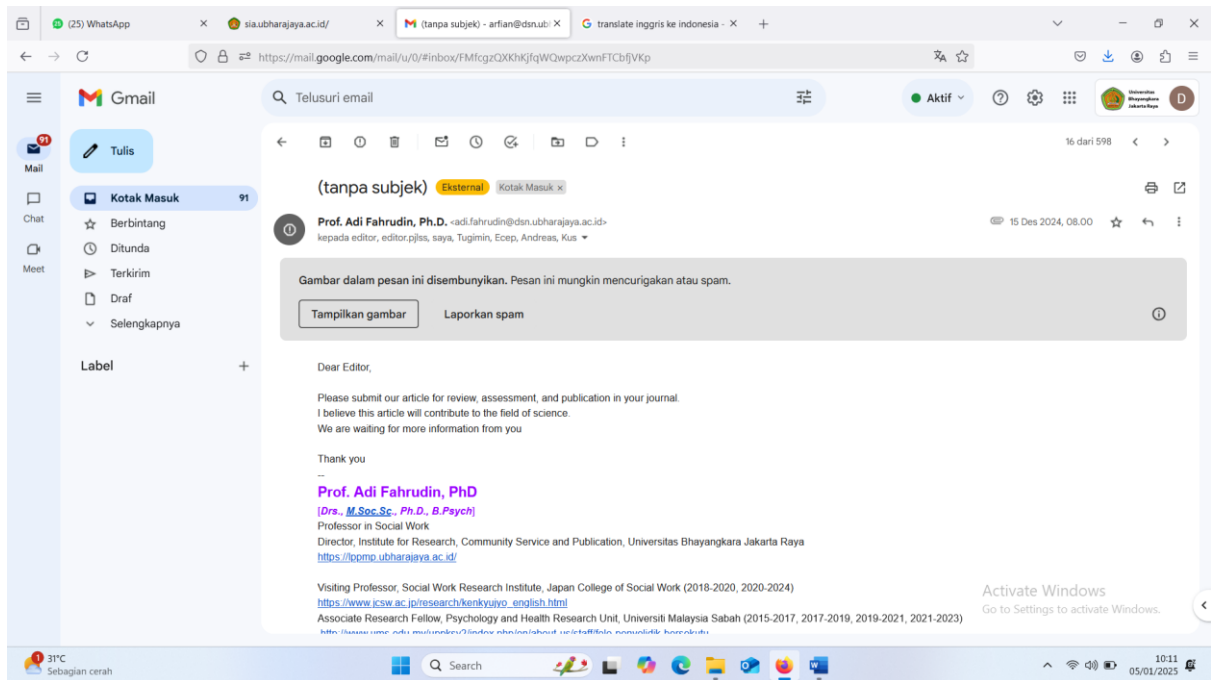 (25) WhatsApp
sia.ubharajaya.ac.id/
(tanpa subjek) - arfian@dsn.ubl
translate inggris ke indonesia -
https://mail.google.com/mail/u/0/#inbox/FMfcgzQXKhKjfqWQwpczXwnFTCbfjVKp
Gmail
Telusuri email
Aktif
Universitas
Bhayangkara
Jakarta Raya
D
91
Mail
Chat
Meet
Tulis
Kotak Masuk 91
Berbintang
Ditunda
Terkirim
Draf
Selengkapnya
Label
16 dari 598
(tanpa subjek) Eksternal Kotak Masuk x
Prof. Adi Fahrudin, Ph.D. <adi.fahrudin@dsn.ubharajaya.ac.id>
15 Des 2024, 08.00
kepada editor, editor.pjlss, saya, Tugimin, Ecep, Andreas, Kus
Gambar dalam pesan ini disembunyikan. Pesan ini mungkin mencurigakan atau spam.
Tampilkan gambar Laporkan spam
Dear Editor,
Please submit our article for review, assessment, and publication in your journal.
I believe this article will contribute to the field of science.
We are waiting for more information from you
Thank you
--
Prof. Adi Fahrudin, PhD
[Drs., M.Soc.Sc., Ph.D., B.Psych]
Professor in Social Work
Director, Institute for Research, Community Service and Publication, Universitas Bhayangkara Jakarta Raya
https://lppmp.ubharajaya.ac.id/
Visiting Professor, Social Work Research Institute, Japan College of Social Work (2018-2020, 2020-2024)
https://www.jcsw.ac.jp/research/kenkyujyo_english.html
Associate Research Fellow, Psychology and Health Research Unit, Universiti Malaysia Sabah (2015-2017, 2017-2019, 2019-2021, 2021-2023)
Activate Windows
Go to Settings to activate Windows.
1
31°C
Sebagian cerah
Search
10:11
05/01/2025